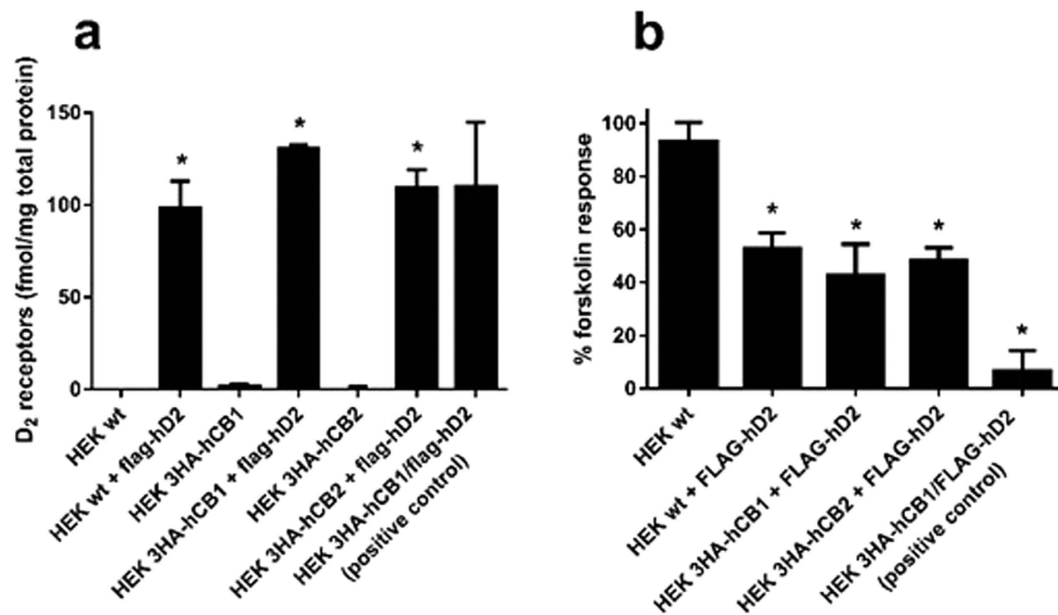 a
D₂ receptors (fmol/mg total protein)
150
100
50
0
*
*
*
HEK wt
HEK wt + flag-hD2
HEK 3HA-hCB1
HEK 3HA-hCB1 + flag-hD2
HEK 3HA-hCB2
HEK 3HA-hCB2 + flag-hD2
HEK 3HA-hCB1/flag-hD2
(positive control)
b
% forskolin response
100
80
60
40
20
0
*
*
*
*
HEK wt
HEK wt + FLAG-hD2
HEK 3HA-hCB1 + FLAG-hD2
HEK 3HA-hCB2 + FLAG-hD2
HEK 3HA-hCB1/FLAG-hD2
(positive control)